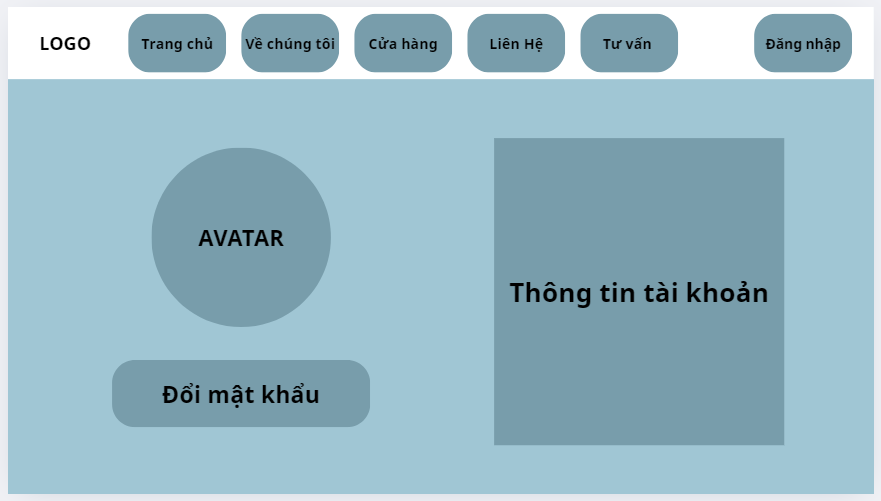 LOGO
Trang chủ
Về chúng tôi
Cửa hàng
Liên Hệ
Tư vấn
Đăng nhập
AVATAR
Thông tin tài khoản
Đổi mật khẩu